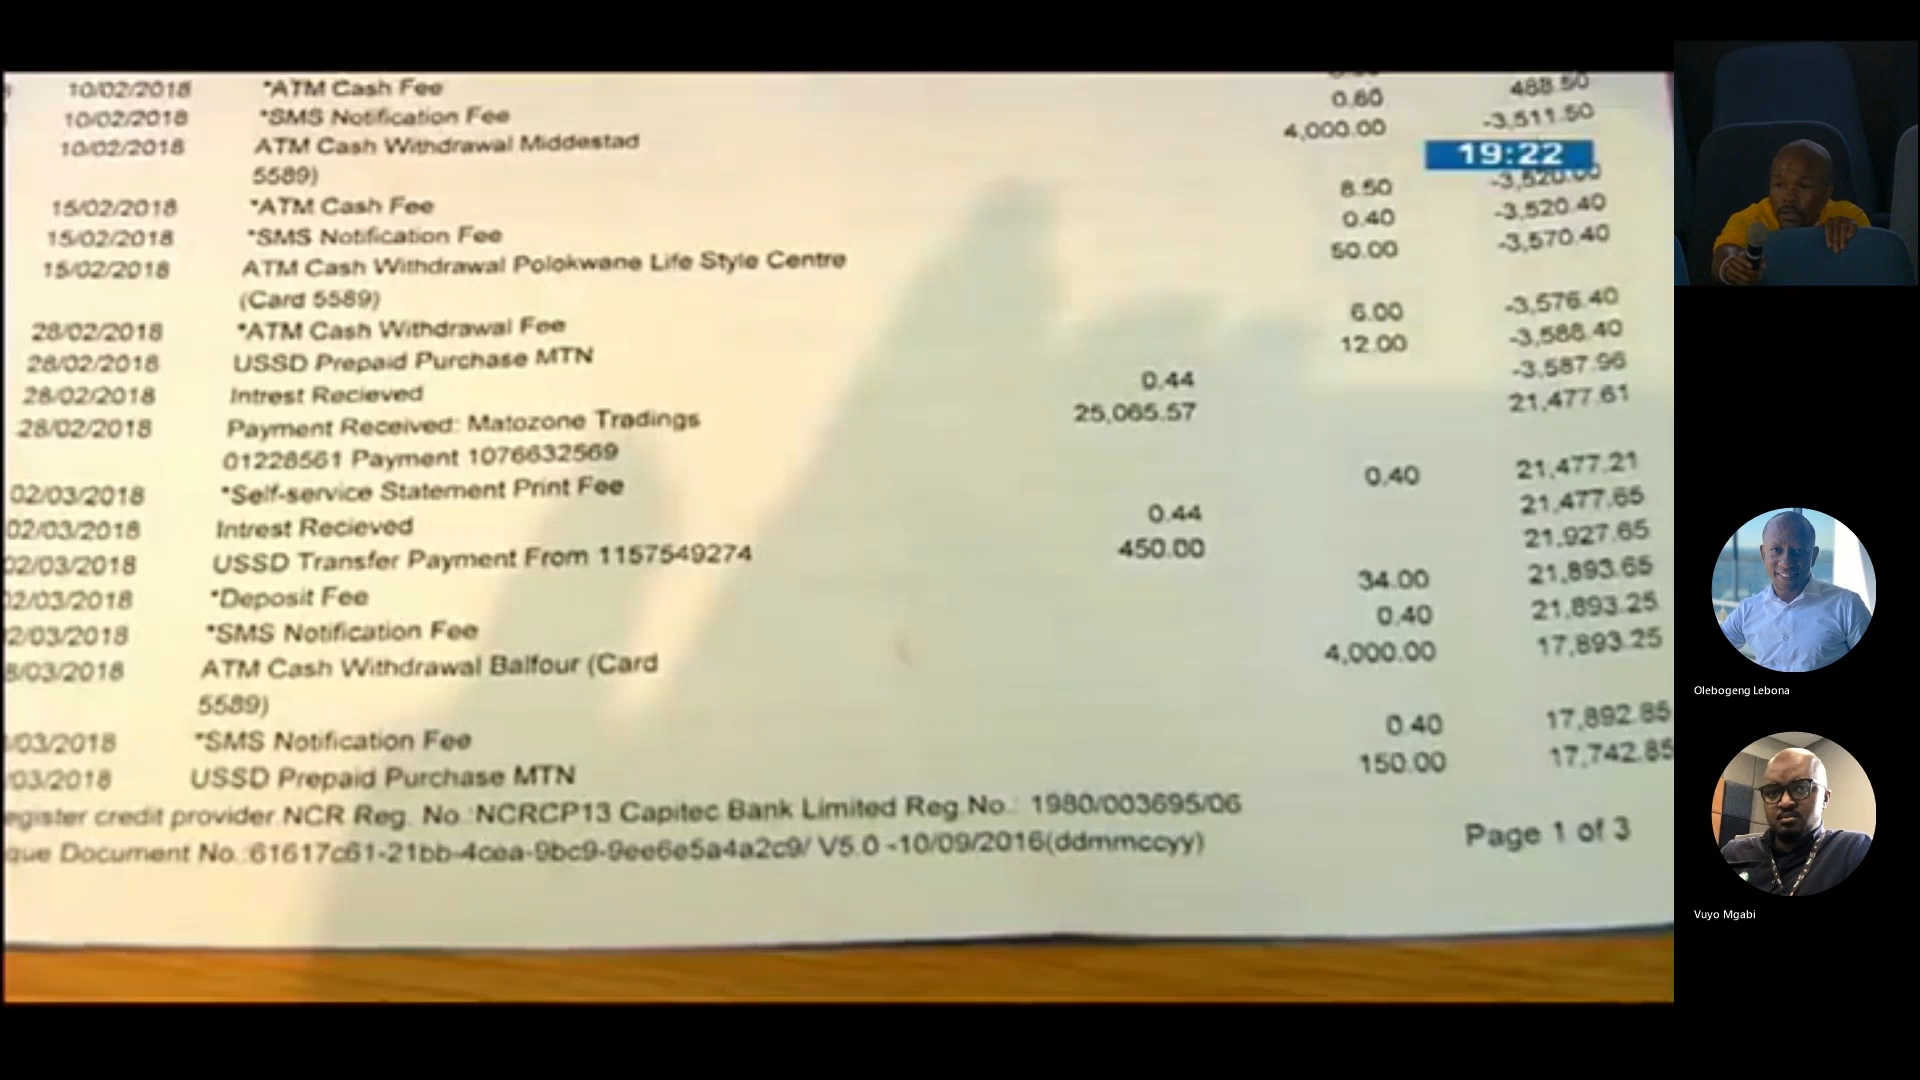 10/02/2018 *ATM Cash Fee 488.50
10/02/2018 *SMS Notification Fee 0.60 -3,511.50
10/02/2018 ATM Cash Withdrawal Middestad 4,000.00
19:22
5589) -3,520.00
15/02/2018 *ATM Cash Fee 8.50 -3,520.40
15/02/2018 *SMS Notification Fee 0.40 -3,570.40
15/02/2018 ATM Cash Withdrawal Polokwane Life Style Centre 50.00
(Card 5589) -3,576.40
28/02/2018 *ATM Cash Withdrawal Fee 6.00 -3,588.40
28/02/2018 USSD Prepaid Purchase MTN 12.00 -3,587.96
28/02/2018 Intrest Recieved 0.44 21,477.61
28/02/2018 Payment Received: Matozone Tradings 25,065.57
01228561 Payment 1076632569 21,477.21
02/03/2018 *Self-service Statement Print Fee 0.40 21,477.65
02/03/2018 Intrest Recieved 0.44 21,927.65
02/03/2018 USSD Transfer Payment From 1157549274 450.00 21,893.65
02/03/2018 *Deposit Fee 34.00 21,893.25
2/03/2018 *SMS Notification Fee 0.40 17,893.25
8/03/2018 ATM Cash Withdrawal Balfour (Card 4,000.00
5589) 17,892.85
/03/2018 *SMS Notification Fee 0.40 17,742.85
/03/2018 USSD Prepaid Purchase MTN 150.00
egister credit provider NCR Reg. No.:NCRCP13 Capitec Bank Limited Reg.No.: 1980/003695/06
que Document No.:61617c61-21bb-4cea-9bc9-9ee6e5a4a2c9/ V5.0 -10/09/2016(ddmmccyy) Page 1 of 3
Olebogeng Lebona
Vuyo Mgabi